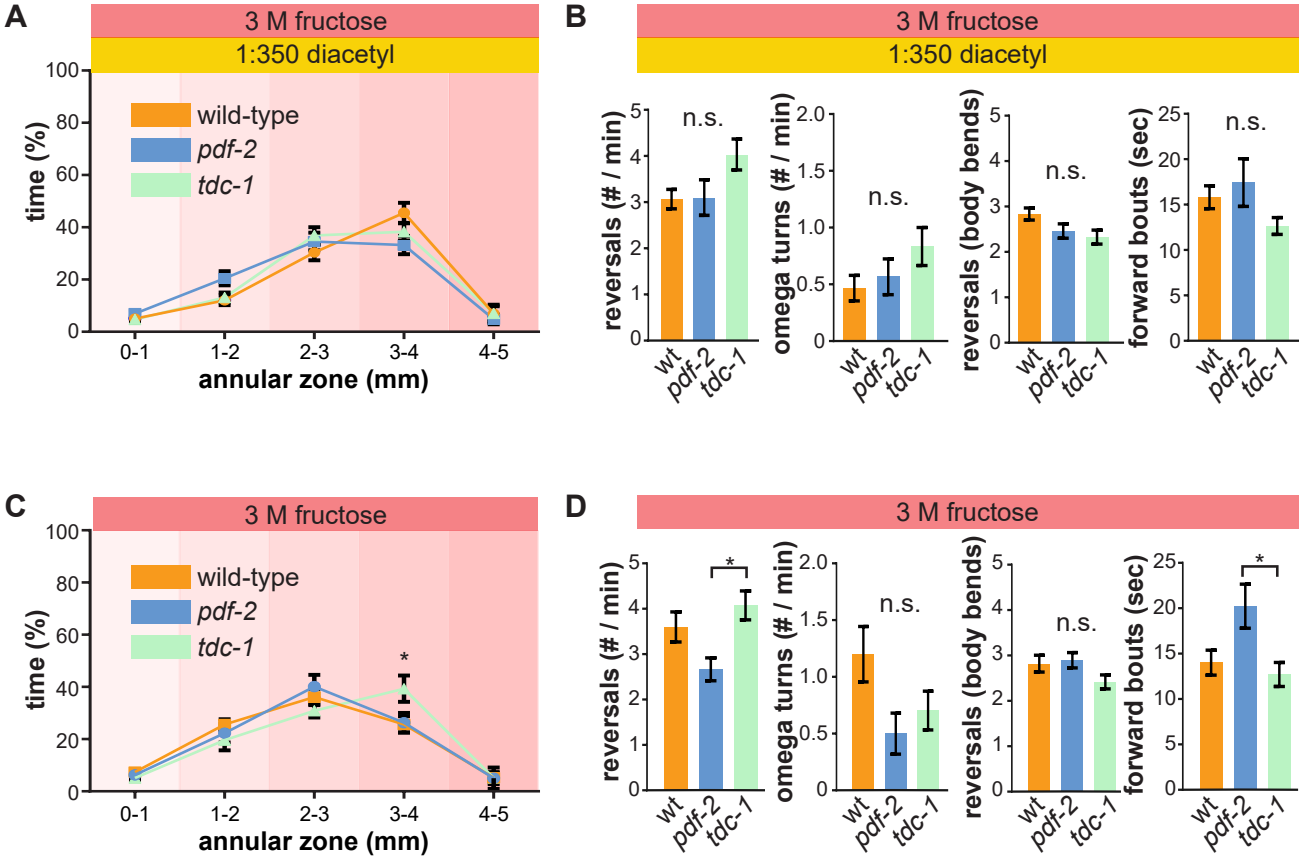 A
3 M fructose
1:350 diacetyl
time (%)
100
80
60
40
20
0
wild-type
pdf-2
tdc-1
0-1
1-2
2-3
3-4
4-5
annular zone (mm)
B
3 M fructose
1:350 diacetyl
reversals (# / min)
5
4
3
2
1
0
n.s.
wt
pdf-2
tdc-1
omega turns (# / min)
2.0
1.5
1.0
0.5
0
n.s.
wt
pdf-2
tdc-1
reversals (body bends)
5
4
3
2
1
0
n.s.
wt
pdf-2
tdc-1
forward bouts (sec)
25
20
15
10
5
0
n.s.
wt
pdf-2
tdc-1
C
3 M fructose
time (%)
100
80
60
40
20
0
wild-type
pdf-2
tdc-1
*
0-1
1-2
2-3
3-4
4-5
annular zone (mm)
D
3 M fructose
reversals (# / min)
5
4
3
2
1
0
*
wt
pdf-2
tdc-1
omega turns (# / min)
2.0
1.5
1.0
0.5
0
n.s.
wt
pdf-2
tdc-1
reversals (body bends)
5
4
3
2
1
0
n.s.
wt
pdf-2
tdc-1
forward bouts (sec)
25
20
15
10
5
0
*
wt
pdf-2
tdc-1